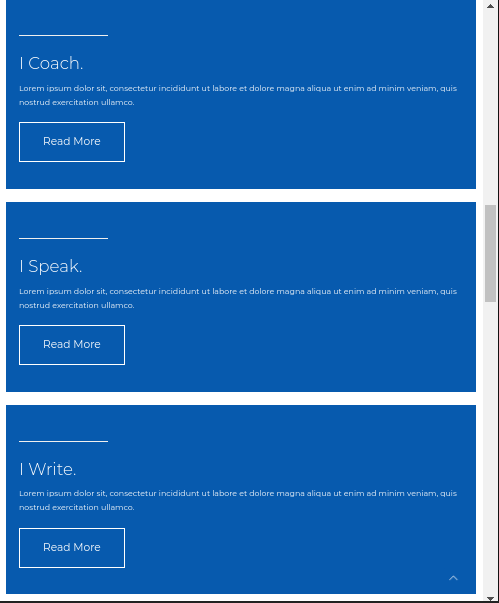 I Coach.
Lorem ipsum dolor sit, consectetur incididunt ut labore et dolore magna aliqua ut enim ad minim veniam, quis
nostrud exercitation ullamco.
Read More
I Speak.
Lorem ipsum dolor sit, consectetur incididunt ut labore et dolore magna aliqua ut enim ad minim veniam, quis
nostrud exercitation ullamco.
Read More
I Write.
Lorem ipsum dolor sit, consectetur incididunt ut labore et dolore magna aliqua ut enim ad minim veniam, quis
nostrud exercitation ullamco.
Read More